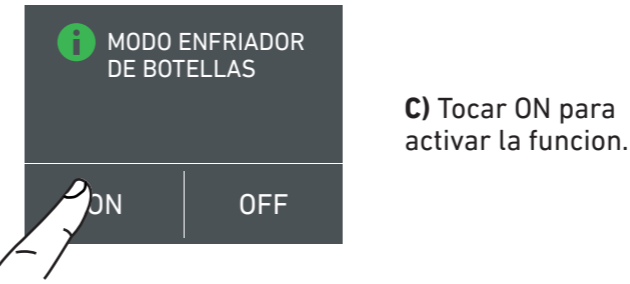 MODO ENFRIADOR
DE BOTELLAS
C) Tocar ON para
activar la funcion.
ON
OFF